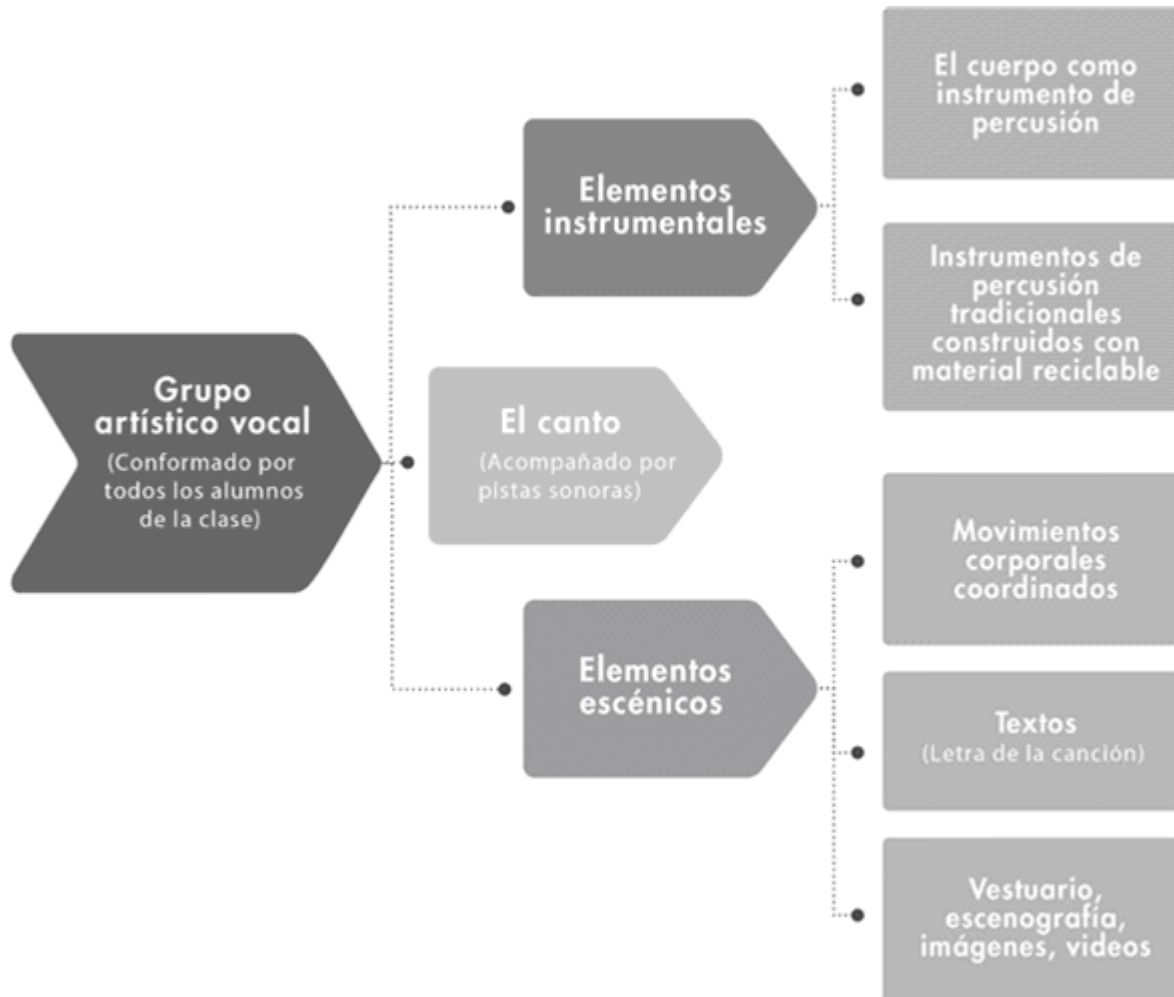 Grupo
artístico vocal
(Conformado por
todos los alumnos
de la clase)
Elementos
instrumentales
El cuerpo como
instrumento de
percusión
Instrumentos de
percusión
tradicionales
construidos con
material reciclable
El canto
(Acompañado por
pistas sonoras)
Elementos
escénicos
Movimientos
corporales
coordinados
Textos
(Letra de la canción)
Vestuario,
escenografía,
imágenes, videos